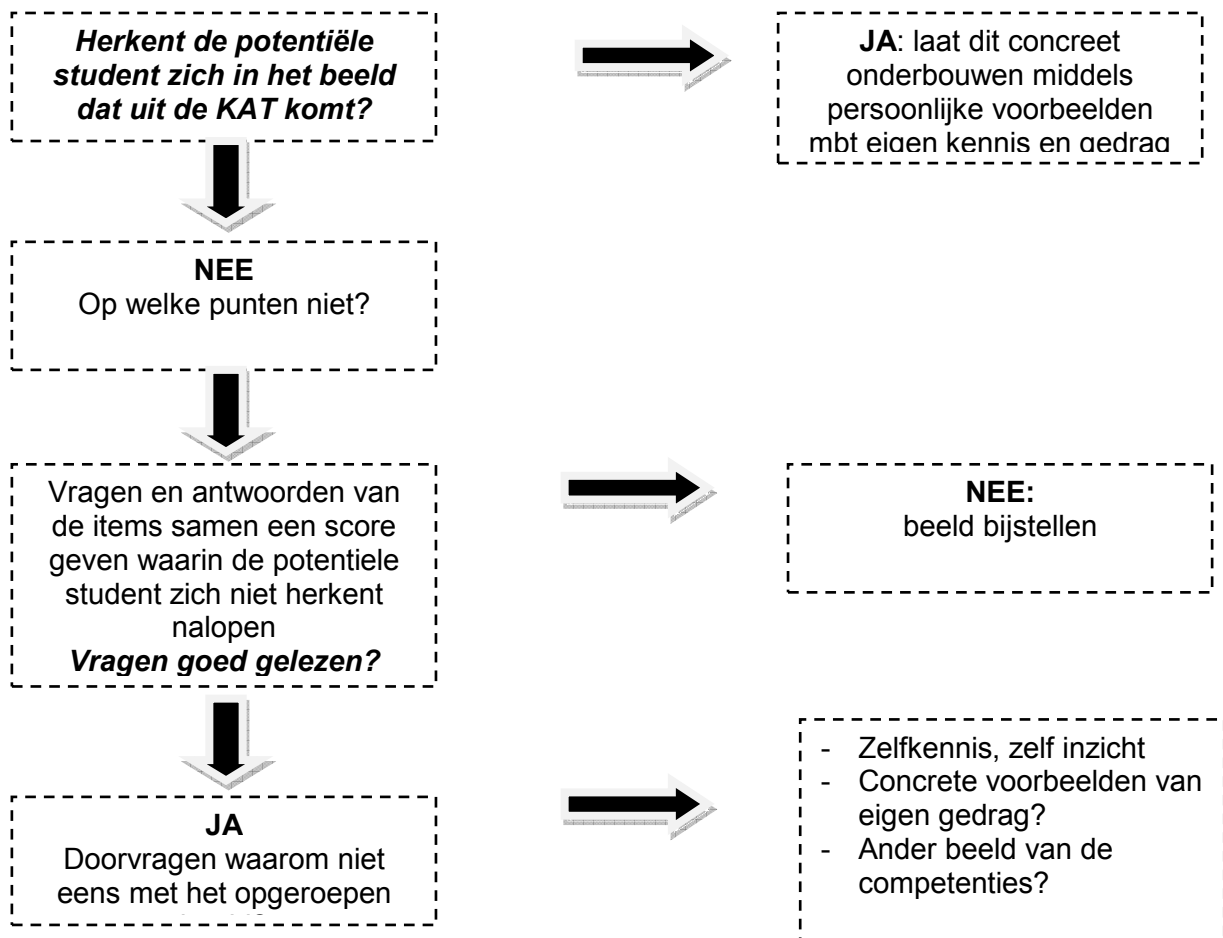 Herkent de potentiële
student zich in het beeld
dat uit de KAT komt?
JA: laat dit concreet
onderbouwen middels
persoonlijke voorbeelden
mbt eigen kennis en gedrag
NEE
Op welke punten niet?
Vragen en antwoorden van
de items samen een score
geven waarin de potentiele
student zich niet herkent
nalopen
Vragen goed gelezen?
NEE:
beeld bijstellen
JA
Doorvragen waarom niet
eens met het opgeroepen
- Zelfkennis, zelf inzicht
- Concrete voorbeelden van
eigen gedrag?
- Ander beeld van de
competenties?